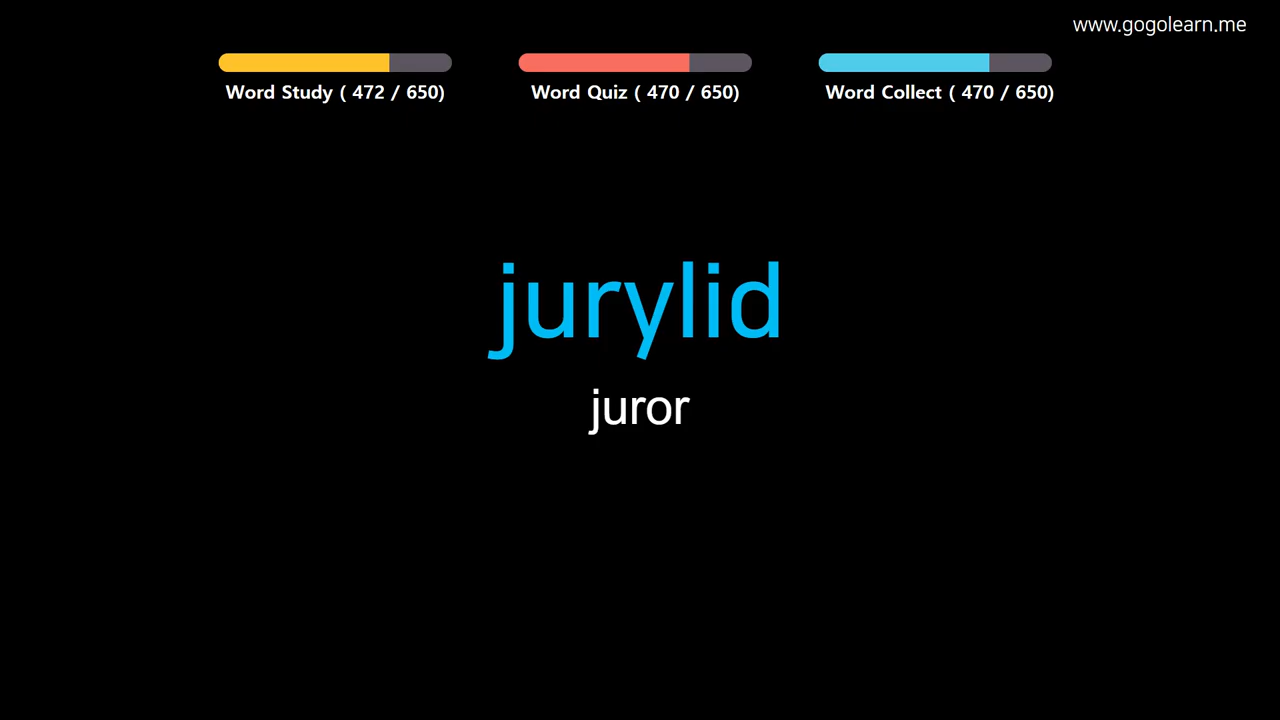 www.gogolearn.me
Word Study ( 472 / 650)
Word Quiz ( 470 / 650)
Word Collect ( 470 / 650)
jurylid
juror